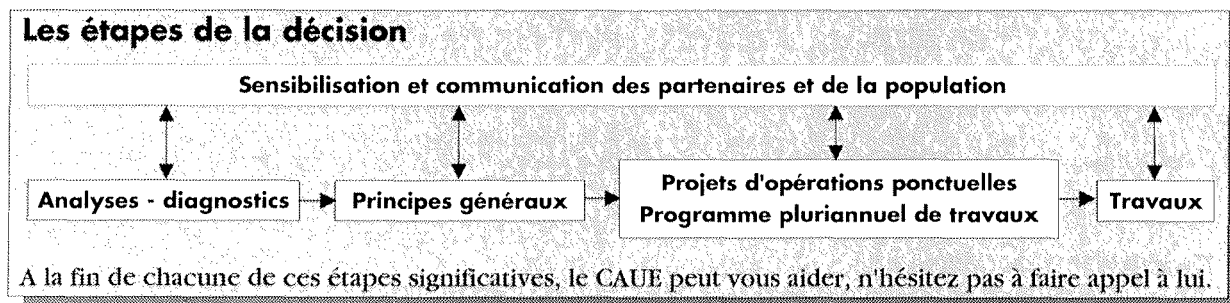 Les étapes de la décision
Sensibilisation et communication des partenaires et de la population
Analyses - diagnostics
Principes généraux
Projets d'opérations ponctuelles
Programme pluriannuel de travaux
Travaux
A la fin de chacune de ces étapes significatives, le CAUE peut vous aider, n'hésitez pas à faire appel à lui.